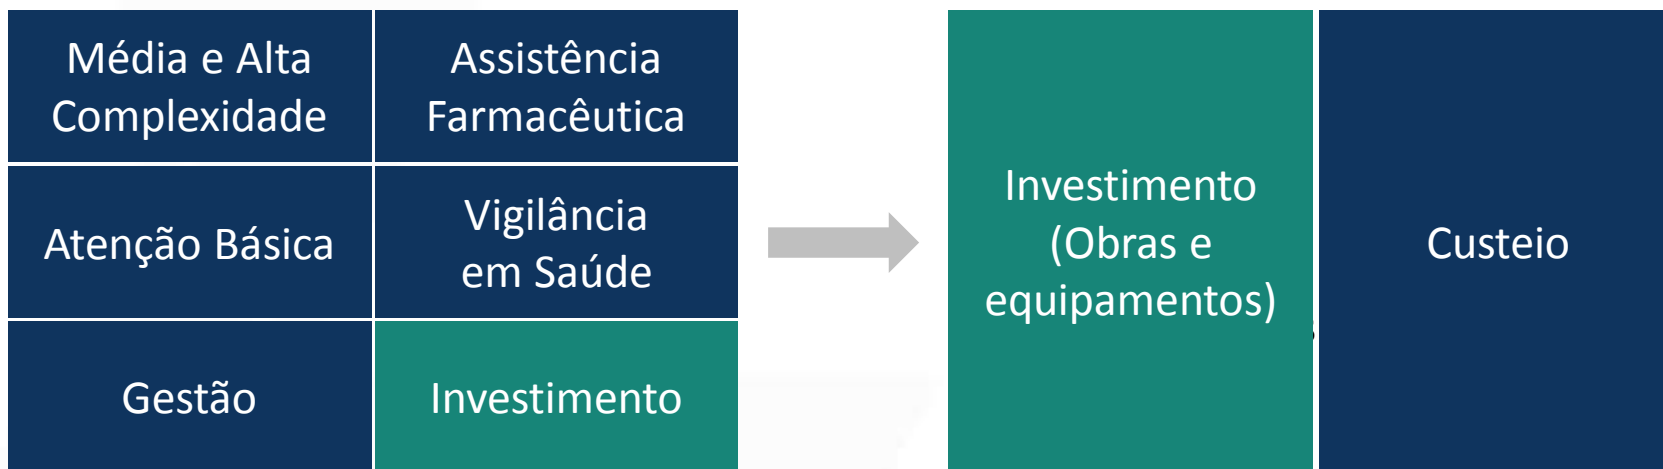 Média e Alta
Complexidade
Assistência
Farmacêutica
Atenção Básica
Vigilância
em Saúde
Gestão
Investimento
Investimento
(Obras e
equipamentos)
Custeio